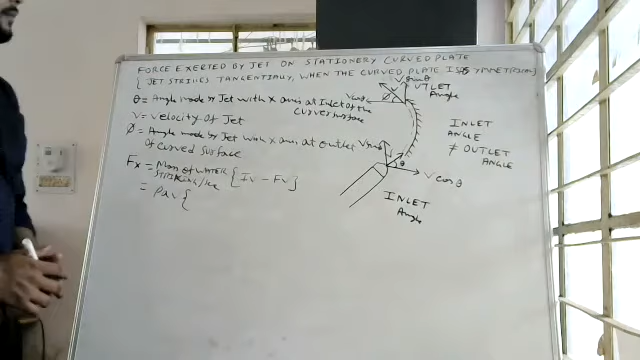 FORCE EXERTED BY JET ON STATIONERY CURVED PLATE
{ JET STRIKES TANGENTIALLY, WHEN THE CURVED PLATE IS
θ = Angle made by Jet with X axis at Inlet of the
curve surface
V = Velocity of Jet
Ø = Angle made by Jet with X axis at outlet
of curved surface
Fx = Mass of WATER
STRIKING/sec { Iv - Fv }
= ρav {
OUTLET
Angle
INLET
ANGLE
≠ OUTLET
ANGLE
θ
V cos θ
INLET
Angle